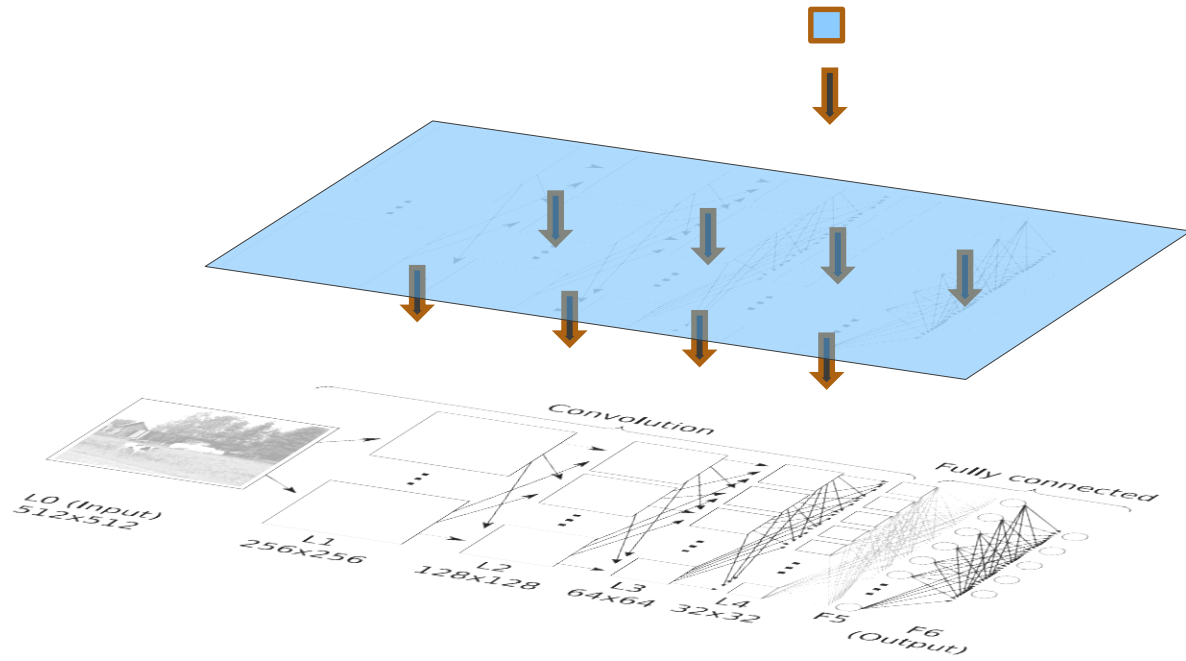 Convolution
Fully connected
L0 (Input)
512x512
L1
256x256
L2
128x128
L3
64x64
L4
32x32
F5
F6
(Output)